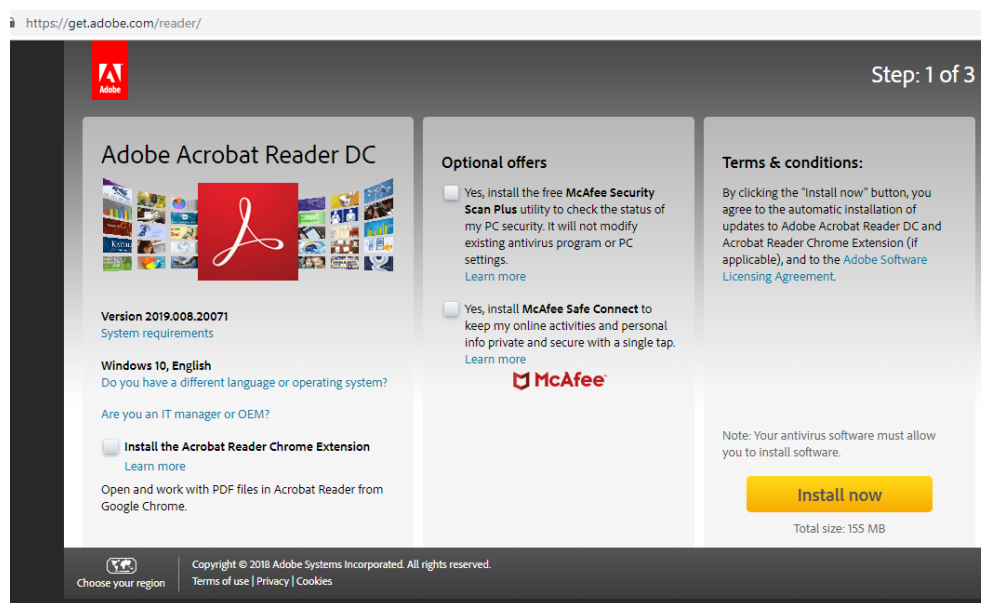 https://get.adobe.com/reader/
Adobe
Step: 1 of 3
Adobe Acrobat Reader DC
Version 2019.008.20071
System requirements
Windows 10, English
Do you have a different language or operating system?
Are you an IT manager or OEM?
Install the Acrobat Reader Chrome Extension
Learn more
Open and work with PDF files in Acrobat Reader from
Google Chrome.
Optional offers
Yes, install the free McAfee Security
Scan Plus utility to check the status of
my PC security. It will not modify
existing antivirus program or PC
settings.
Learn more
Yes, install McAfee Safe Connect to
keep my online activities and personal
info private and secure with a single tap.
Learn more
McAfee
Terms & conditions:
By clicking the "Install now" button, you
agree to the automatic installation of
updates to Adobe Acrobat Reader DC and
Acrobat Reader Chrome Extension (if
applicable), and to the Adobe Software
Licensing Agreement.
Note: Your antivirus software must allow
you to install software.
Install now
Total size: 155 MB
Choose your region
Copyright © 2018 Adobe Systems Incorporated. All rights reserved.
Terms of use | Privacy | Cookies